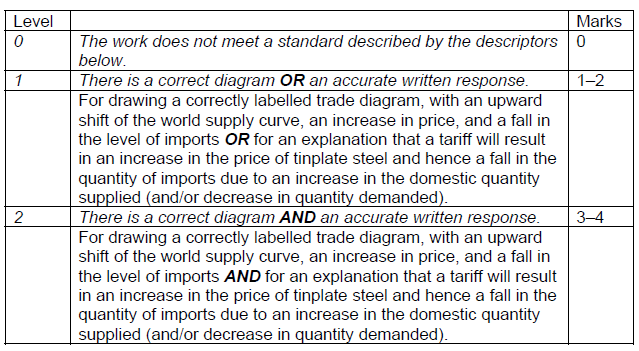 Level Marks
0 The work does not meet a standard described by the descriptors 0
below.
1 There is a correct diagram OR an accurate written response. 1–2
For drawing a correctly labelled trade diagram, with an upward
shift of the world supply curve, an increase in price, and a fall in
the level of imports OR for an explanation that a tariff will result
in an increase in the price of tinplate steel and hence a fall in the
quantity of imports due to an increase in the domestic quantity
supplied (and/or decrease in quantity demanded).
2 There is a correct diagram AND an accurate written response. 3–4
For drawing a correctly labelled trade diagram, with an upward
shift of the world supply curve, an increase in price, and a fall in
the level of imports AND for an explanation that a tariff will result
in an increase in the price of tinplate steel and hence a fall in the
quantity of imports due to an increase in the domestic quantity
supplied (and/or decrease in quantity demanded).